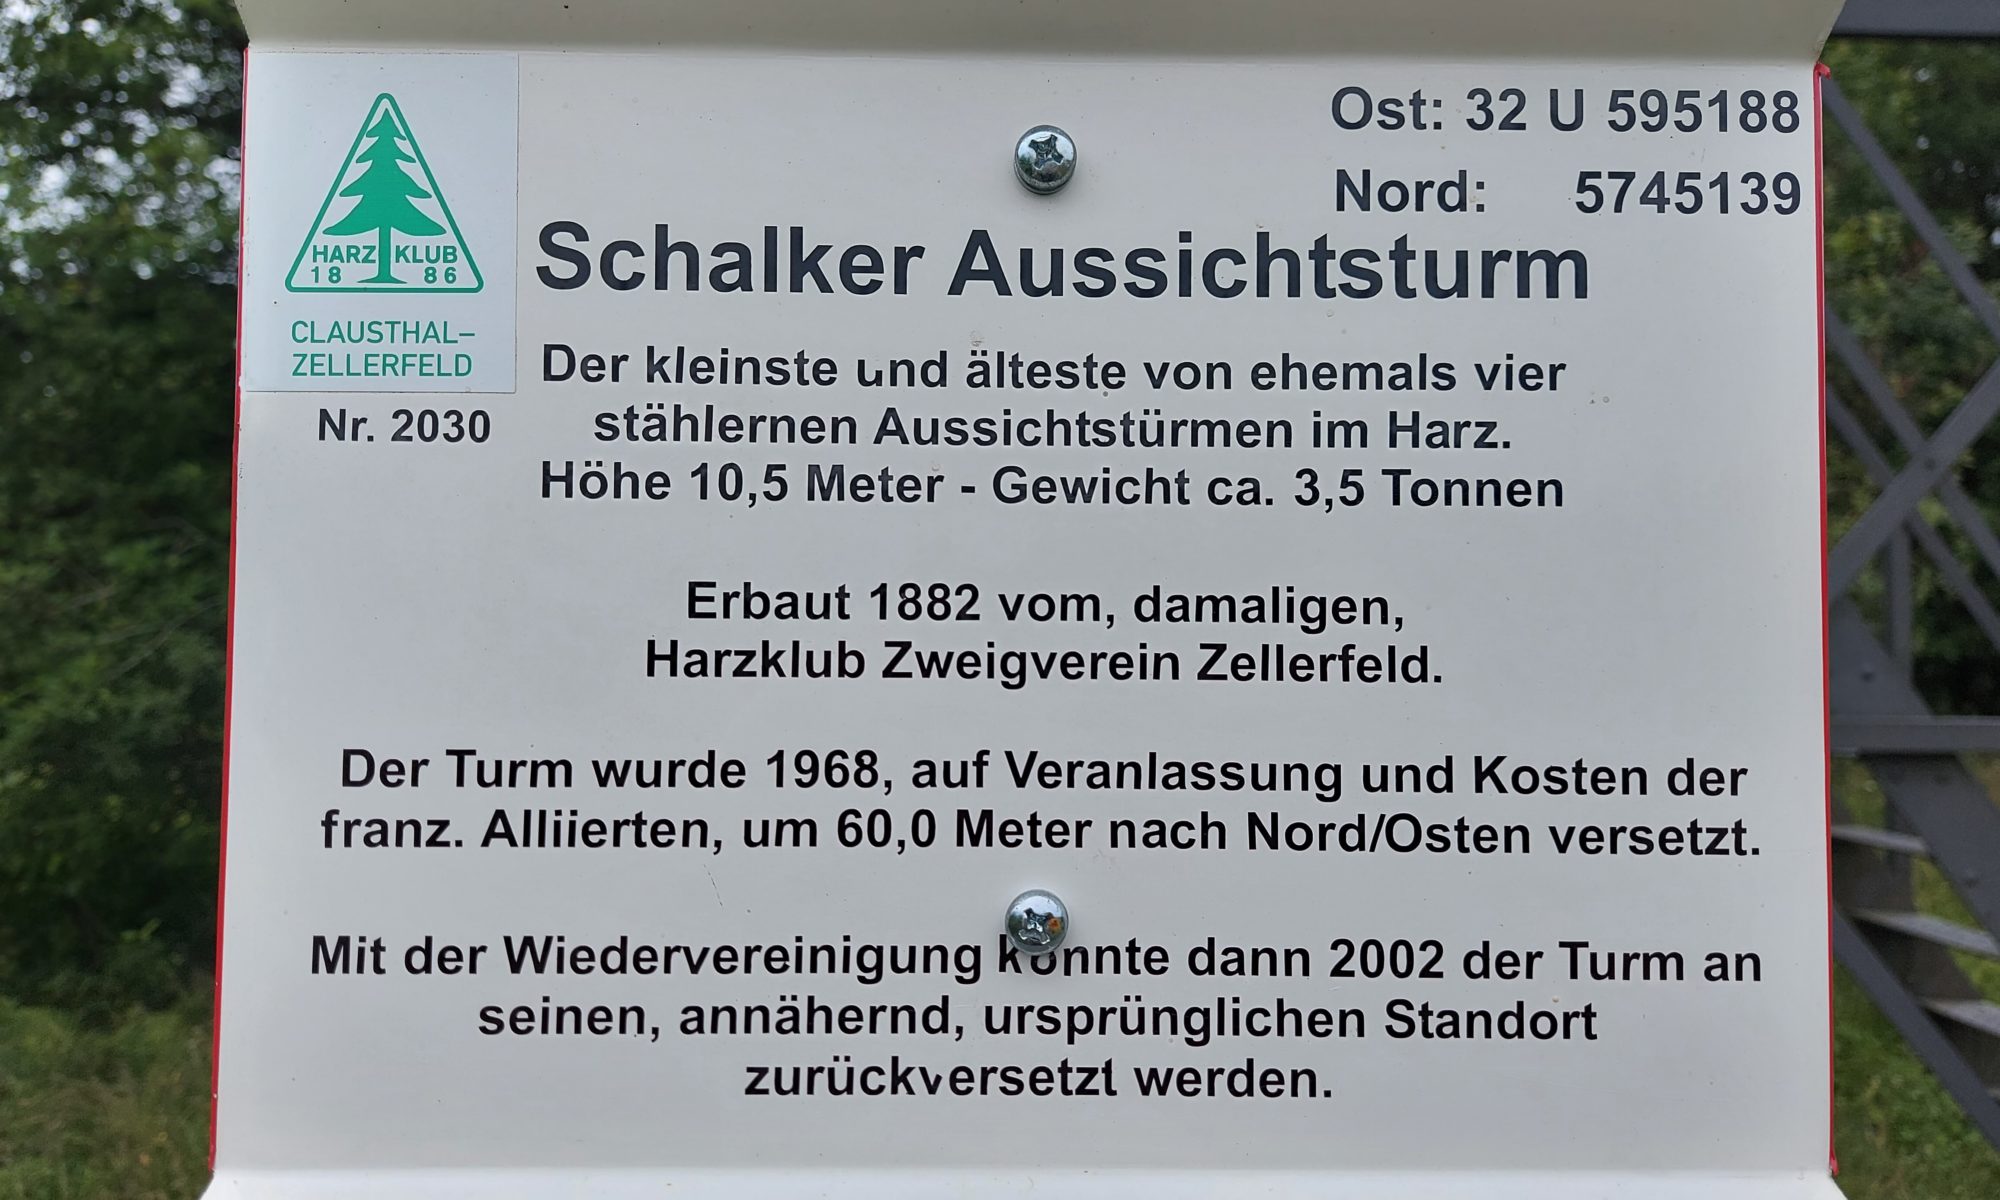 Ost: 32 U 595188
Nord: 5745139
HARZ KLUB
18 86
CLAUSTHAL-
ZELLERFELD
Nr. 2030
Schalker Aussichtsturm
Der kleinste und älteste von ehemals vier
stählernen Aussichtstürmen im Harz.
Höhe 10,5 Meter - Gewicht ca. 3,5 Tonnen
Erbaut 1882 vom, damaligen,
Harzklub Zweigverein Zellerfeld.
Der Turm wurde 1968, auf Veranlassung und Kosten der
franz. Alliierten, um 60,0 Meter nach Nord/Osten versetzt.
Mit der Wiedervereinigung konnte dann 2002 der Turm an
seinen, annähernd, ursprünglichen Standort
zurückversetzt werden.